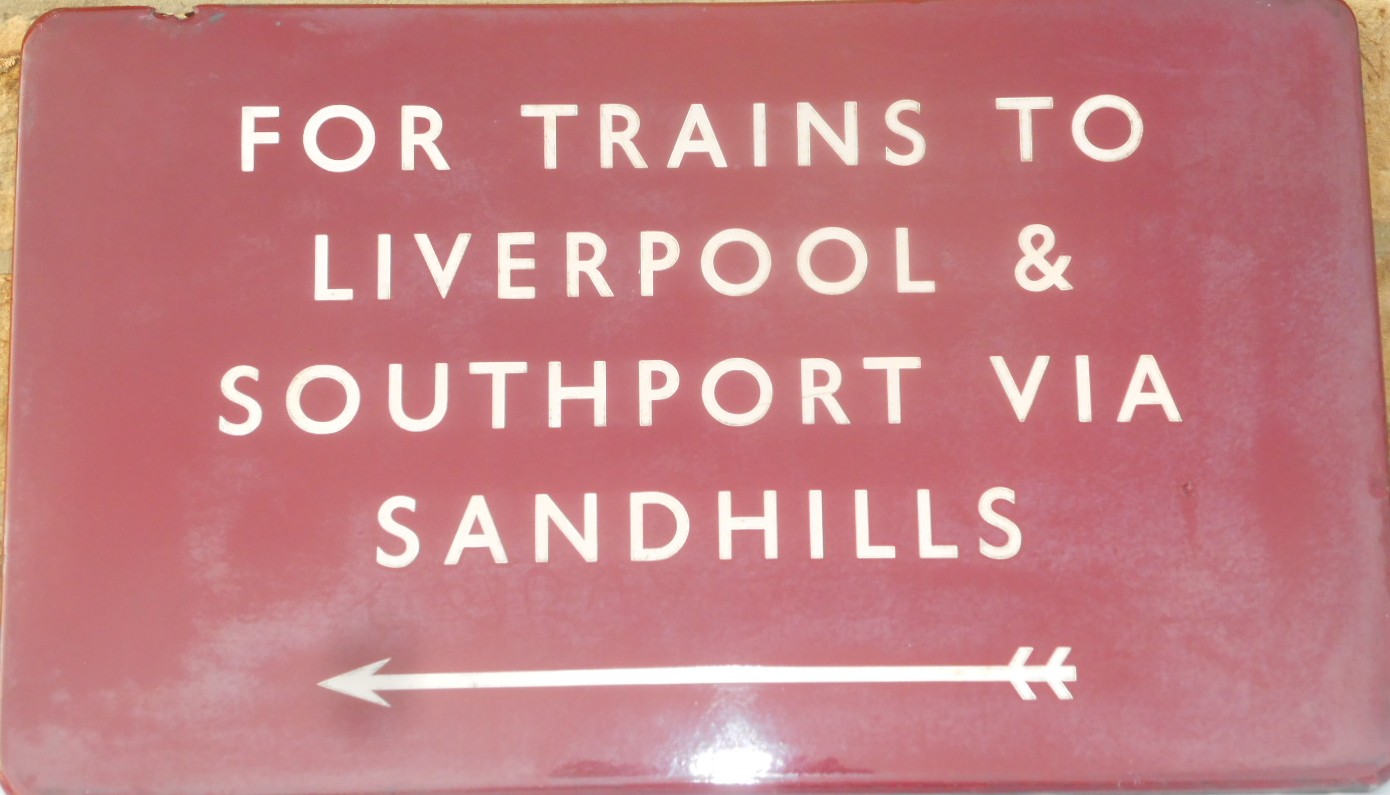 FOR TRAINS TO
LIVERPOOL &
SOUTHPORT VIA
SANDHILLS